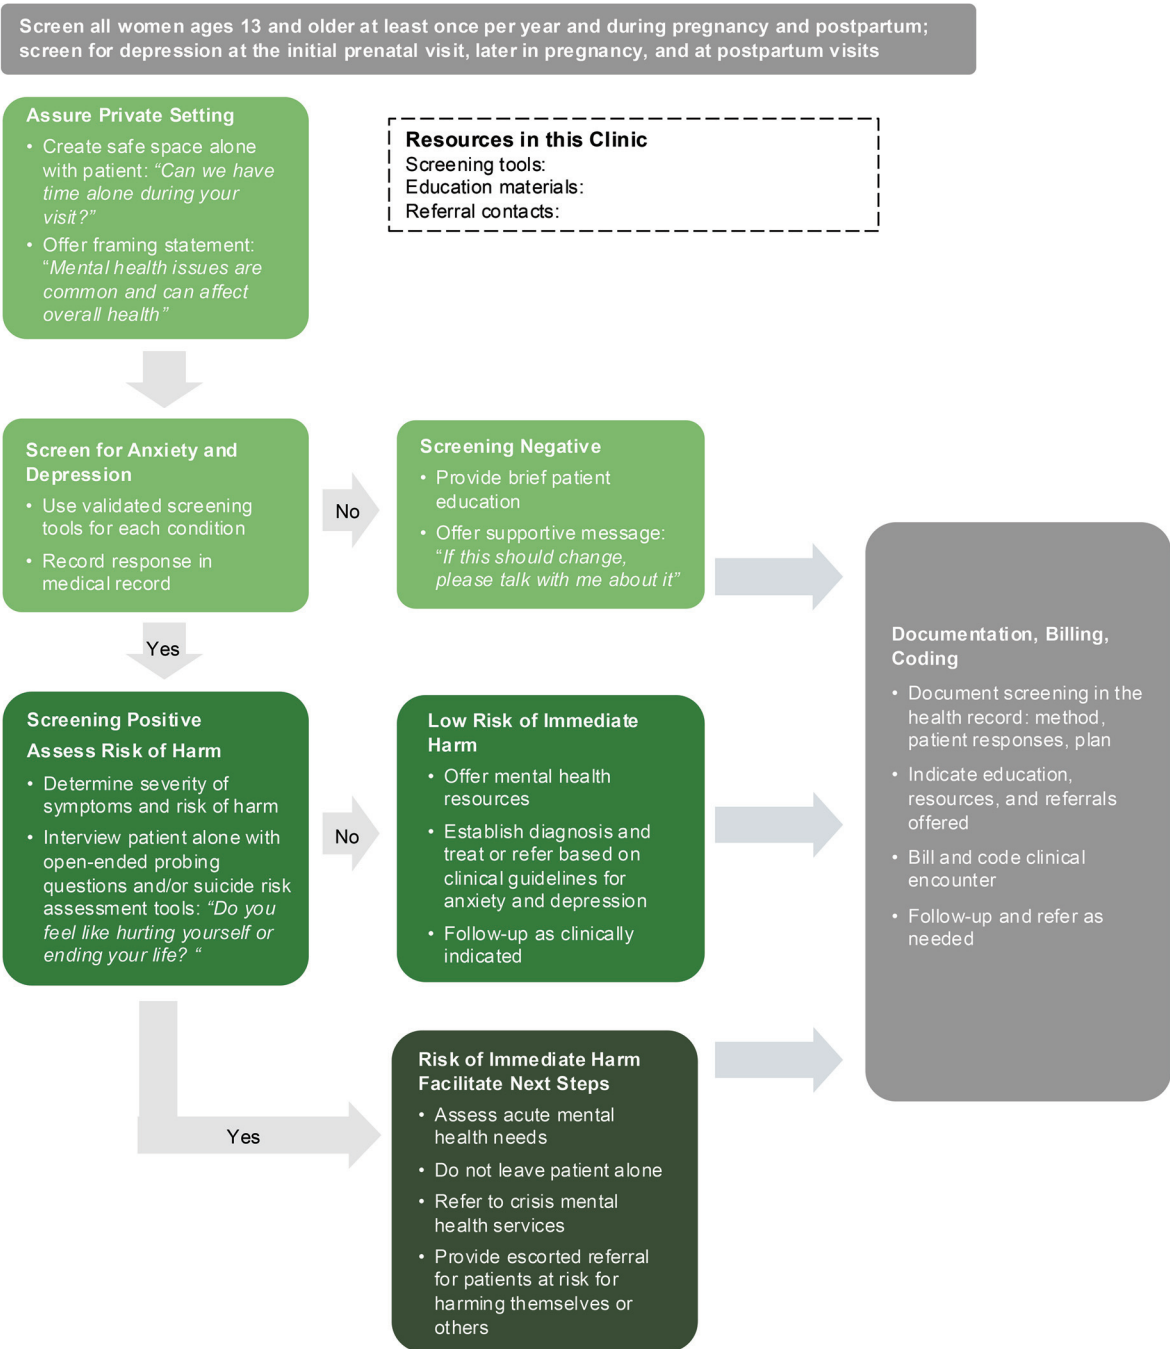 Screen all women ages 13 and older at least once per year and during pregnancy and postpartum;
screen for depression at the initial prenatal visit, later in pregnancy, and at postpartum visits
Assure Private Setting
• Create safe space alone
with patient: “Can we have
time alone during your
visit?”
• Offer framing statement:
“Mental health issues are
common and can affect
overall health”
Resources in this Clinic
Screening tools:
Education materials:
Referral contacts:
Screen for Anxiety and
Depression
• Use validated screening
tools for each condition
• Record response in
medical record
No
Screening Negative
• Provide brief patient
education
• Offer supportive message:
“If this should change,
please talk with me about it”
Yes
Screening Positive
Assess Risk of Harm
• Determine severity of
symptoms and risk of harm
• Interview patient alone with
open-ended probing
questions and/or suicide risk
assessment tools: “Do you
feel like hurting yourself or
ending your life? “
No
Low Risk of Immediate
Harm
• Offer mental health
resources
• Establish diagnosis and
treat or refer based on
clinical guidelines for
anxiety and depression
• Follow-up as clinically
indicated
Yes
Risk of Immediate Harm
Facilitate Next Steps
• Assess acute mental
health needs
• Do not leave patient alone
• Refer to crisis mental
health services
• Provide escorted referral
for patients at risk for
harming themselves or
others
Documentation, Billing,
Coding
• Document screening in the
health record: method,
patient responses, plan
• Indicate education,
resources, and referrals
offered
• Bill and code clinical
encounter
• Follow-up and refer as
needed